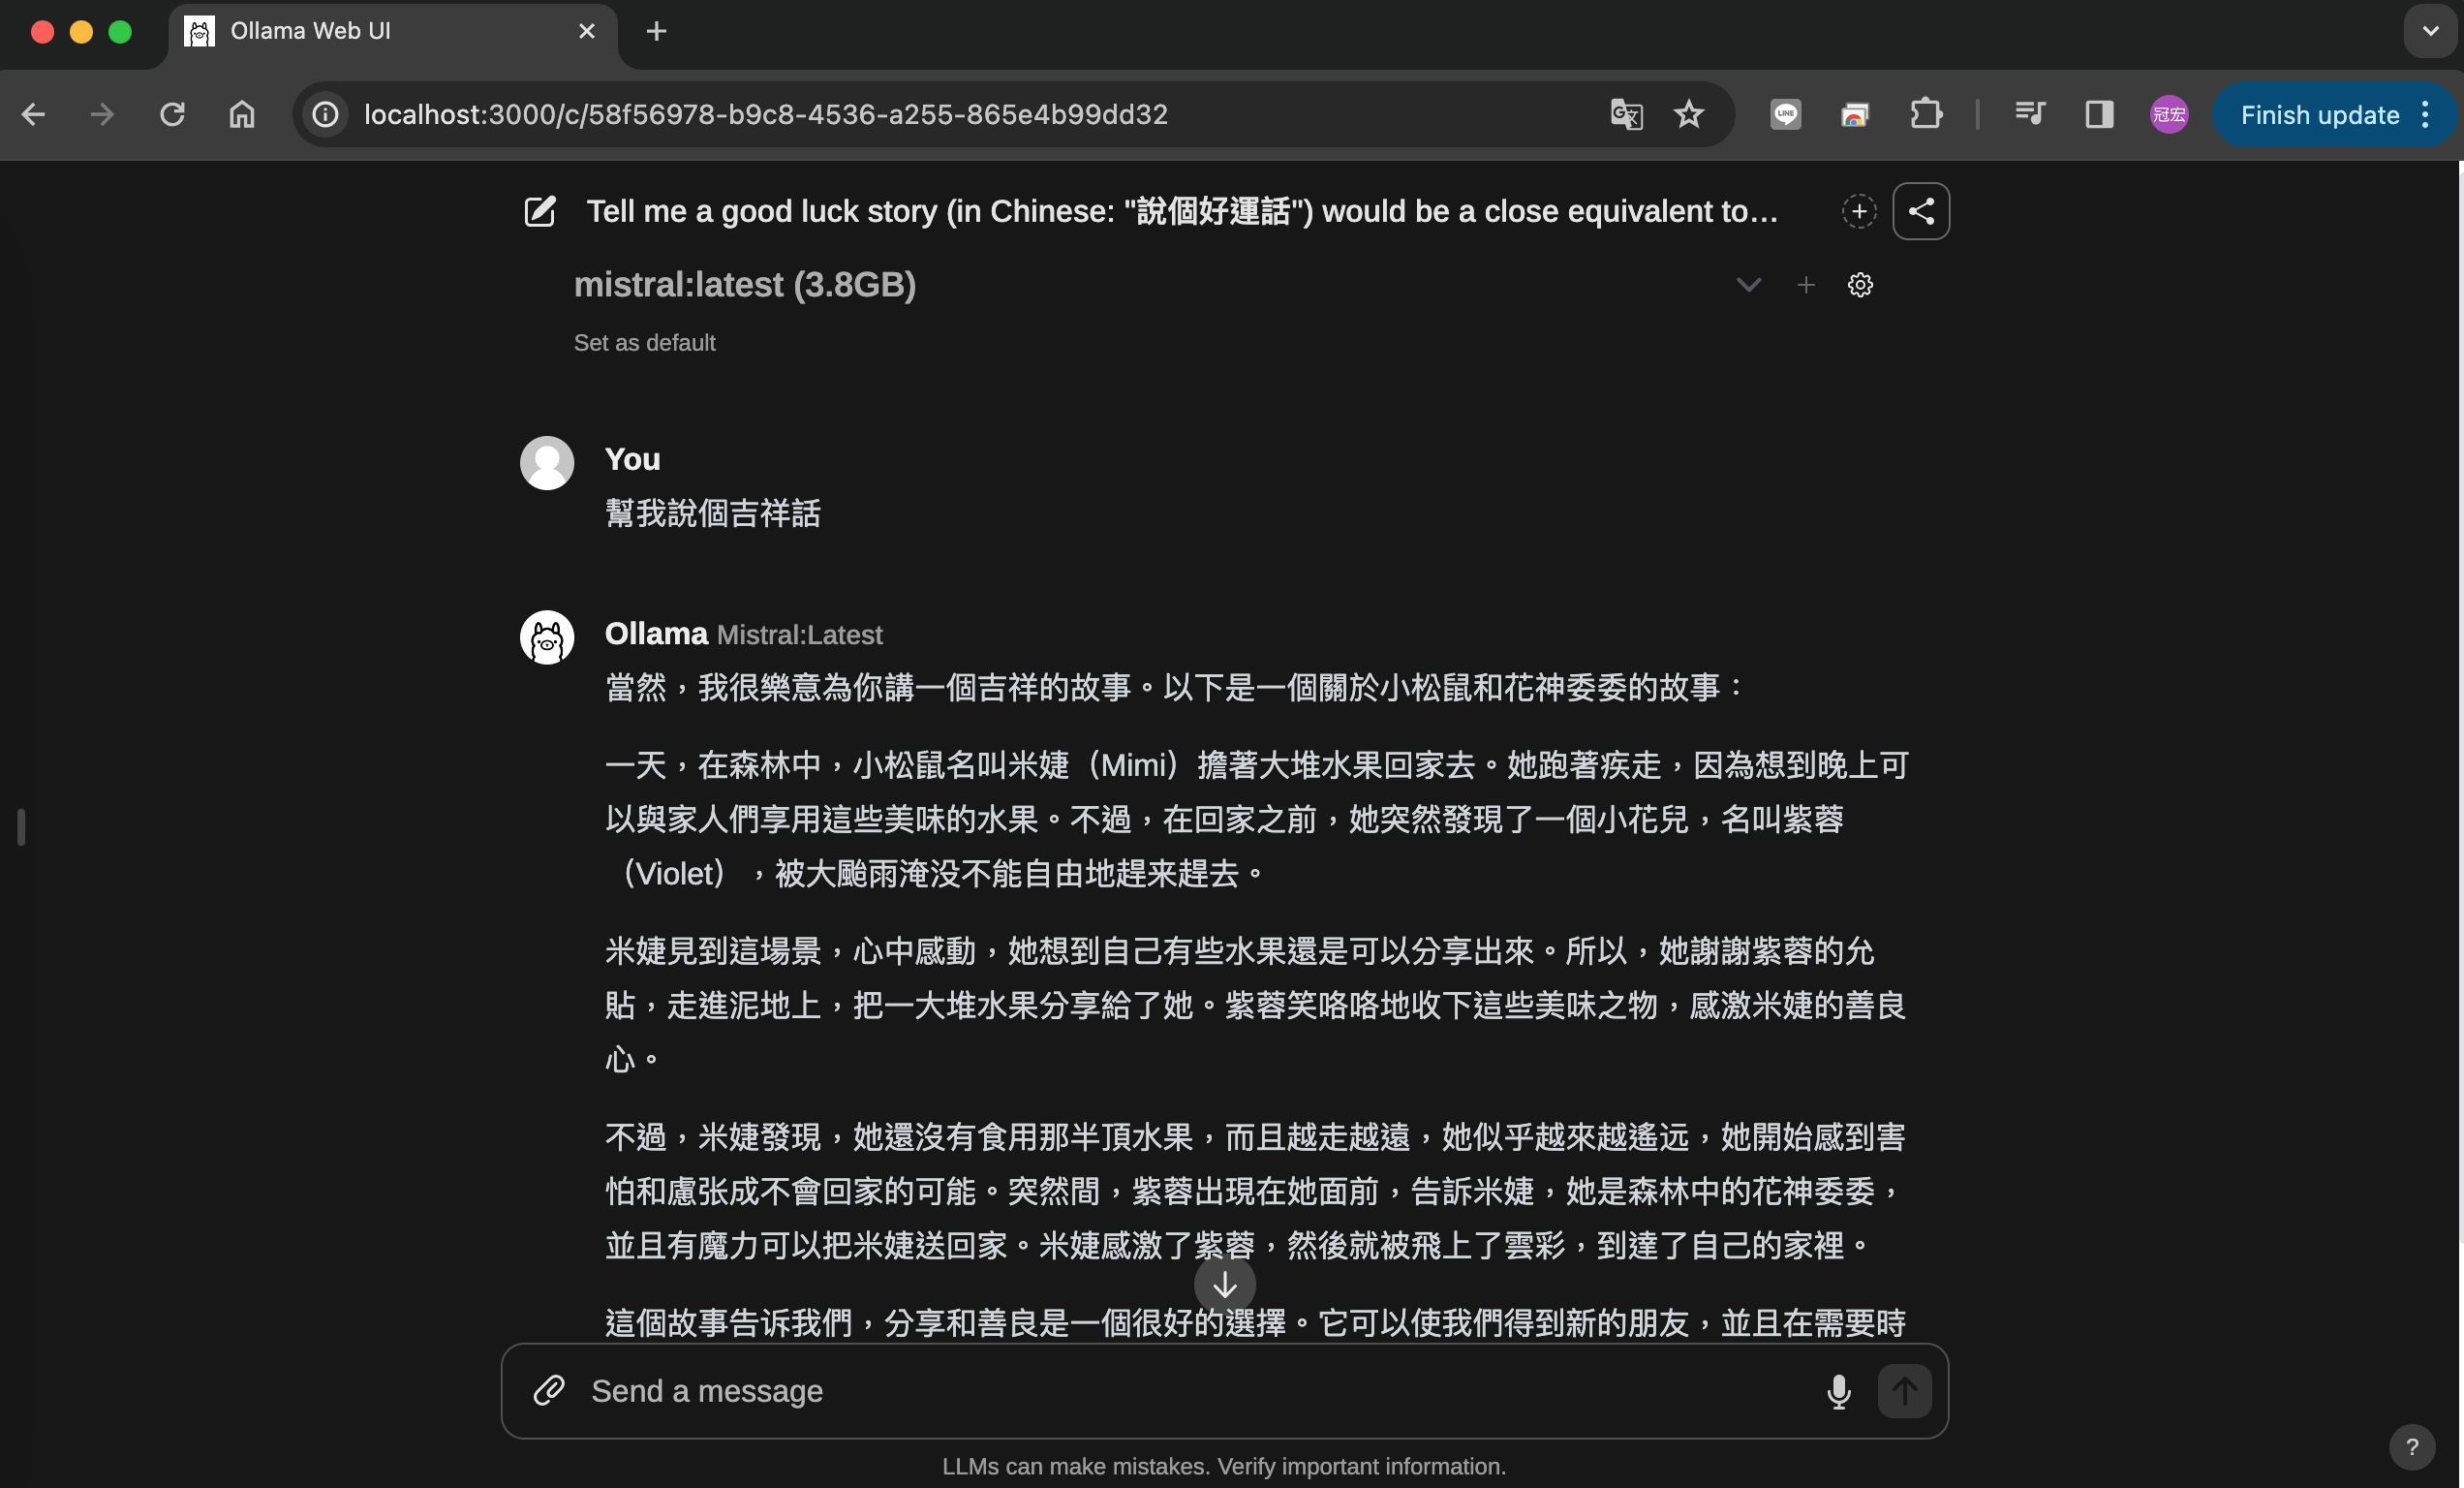 Ollama Web UI
localhost:3000/c/58f56978-b9c8-4536-a255-865e4b99dd32
LINE
冠宏
Finish update
Tell me a good luck story (in Chinese: "說個好運話") would be a close equivalent to...
mistral:latest (3.8GB)
Set as default
You
幫我說個吉祥話
Ollama Mistral:Latest
當然，我很樂意為你講一個吉祥的故事。以下是一個關於小松鼠和花神委委的故事：
一天，在森林中，小松鼠名叫米婕（Mimi）擔著大堆水果回家去。她跑著疾走，因為想到晚上可
以與家人們享用這些美味的水果。不過，在回家之前，她突然發現了一個小花兒，名叫紫蓉
（Violet），被大颱雨淹没不能自由地趕来趕去。
米婕見到這場景，心中感動，她想到自己有些水果還是可以分享出來。所以，她謝謝紫蓉的允
貼，走進泥地上，把一大堆水果分享給了她。紫蓉笑咯咯地收下這些美味之物，感激米婕的善良
心。
不過，米婕發現，她還沒有食用那半頂水果，而且越走越遠，她似乎越來越遙远，她開始感到害
怕和慮张成不會回家的可能。突然間，紫蓉出現在她面前，告訴米婕，她是森林中的花神委委，
並且有魔力可以把米婕送回家。米婕感激了紫蓉，然後就被飛上了雲彩，到達了自己的家裡。
這個故事告诉我們，分享和善良是一個很好的選擇。它可以使我們得到新的朋友，並且在需要時
Send a message
LLMs can make mistakes. Verify important information.
?